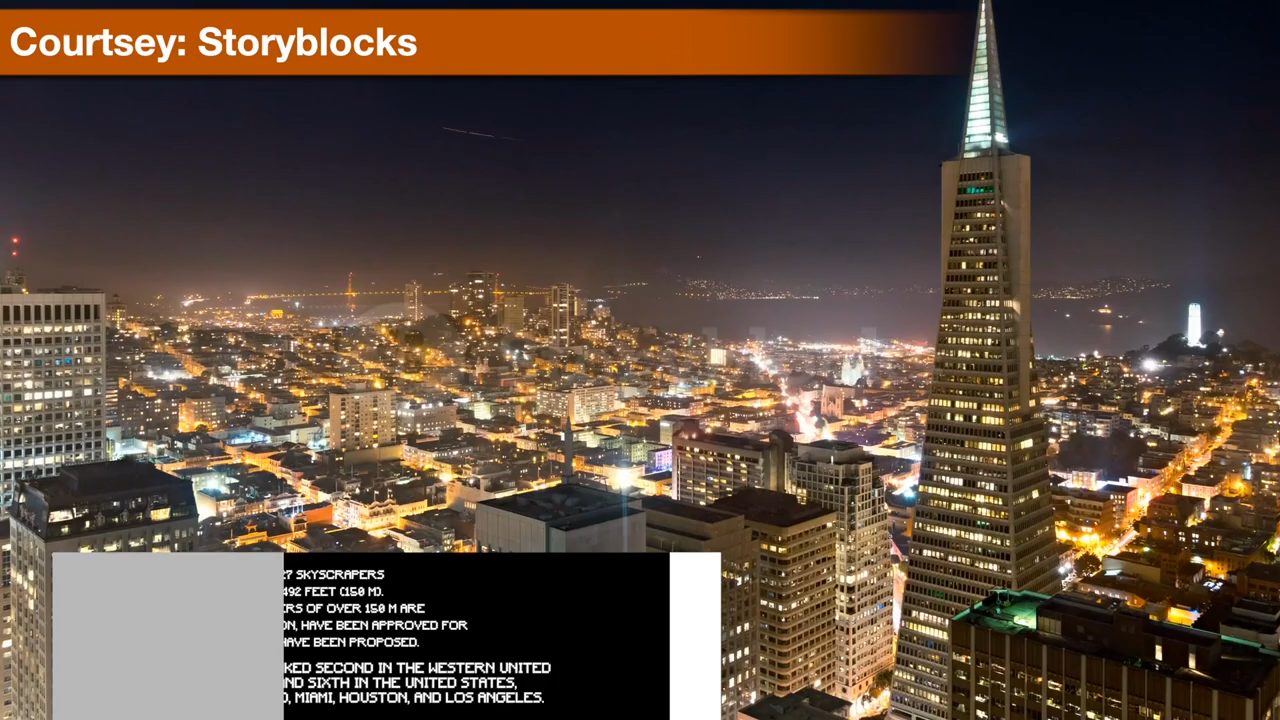 Courtsey: Storyblocks
27 SKYSCRAPERS
492 FEET (150 M).
ERS OF OVER 150 M ARE
ON, HAVE BEEN APPROVED FOR
HAVE BEEN PROPOSED.
KED SECOND IN THE WESTERN UNITED
AND SIXTH IN THE UNITED STATES,
O, MIAMI, HOUSTON, AND LOS ANGELES.